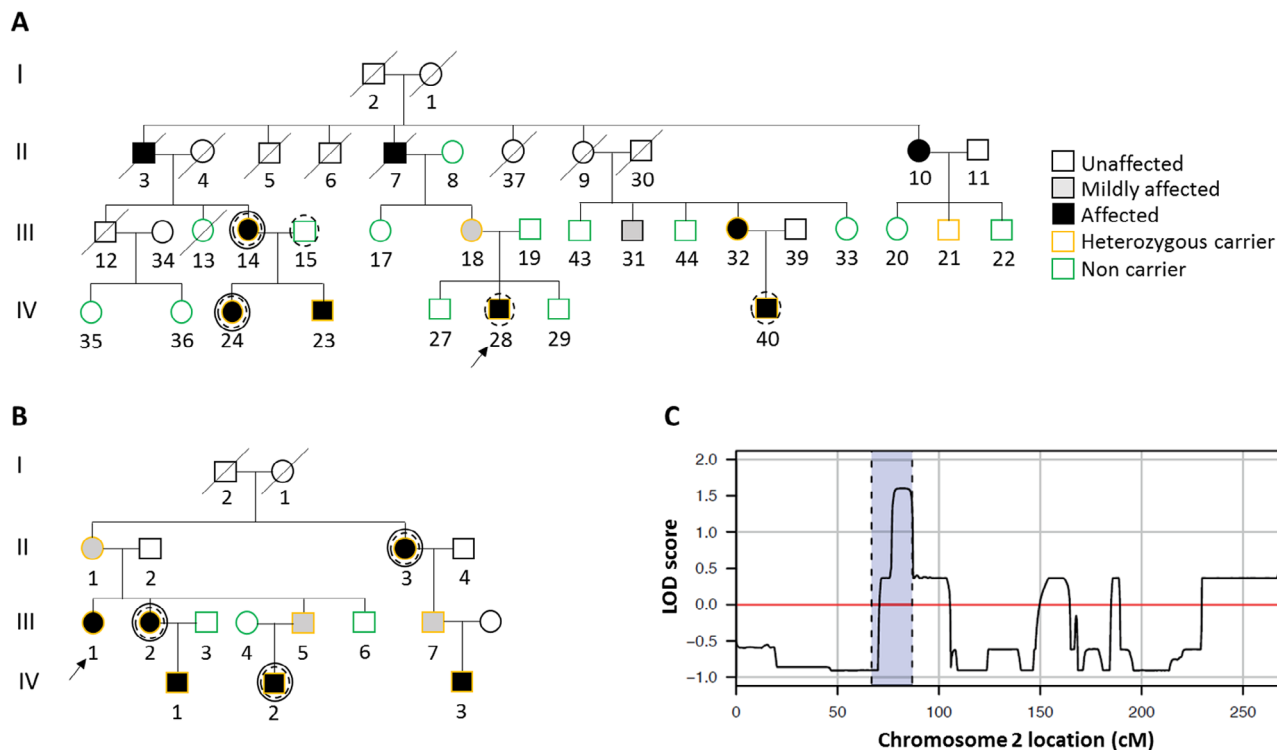 A
I
2 1
II
3 4 5 6 7 8 37 9 30 10 11
III
12 34 13 14 15 17 18 19 43 31 44 32 39 33 20 21 22
IV
35 36 24 23 27 28 29 40
Unaffected
Mildly affected
Affected
Heterozygous carrier
Non carrier
B
I
2 1
II
1 2 3 4
III
1 2 3 4 5 6 7
IV
1 2 3
C
LOD score
2.0
1.5
1.0
0.5
0.0
−0.5
−1.0
0 50 100 150 200 250
Chromosome 2 location (cM)